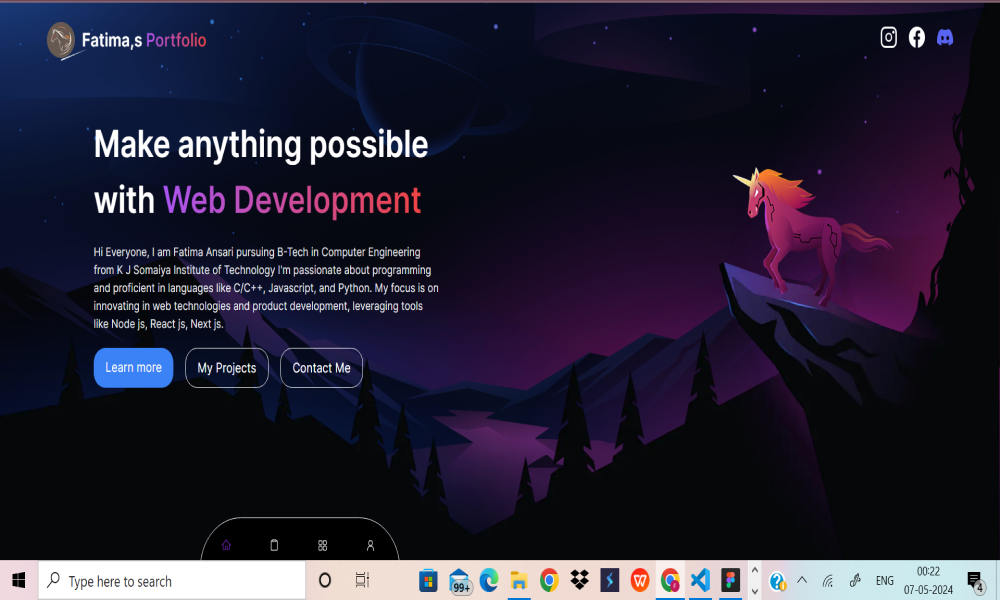 Fatima,s Portfolio
Make anything possible
with Web Development
Hi Everyone, I am Fatima Ansari pursuing B-Tech in Computer Engineering
from K J Somaiya Institute of Technology I'm passionate about programming
and proficient in languages like C/C++, Javascript, and Python. My focus is on
innovating in web technologies and product development, leveraging tools
like Node js, React js, Next js.
Learn more
My Projects
Contact Me
Type here to search
99+
ENG
00:22
07-05-2024
4